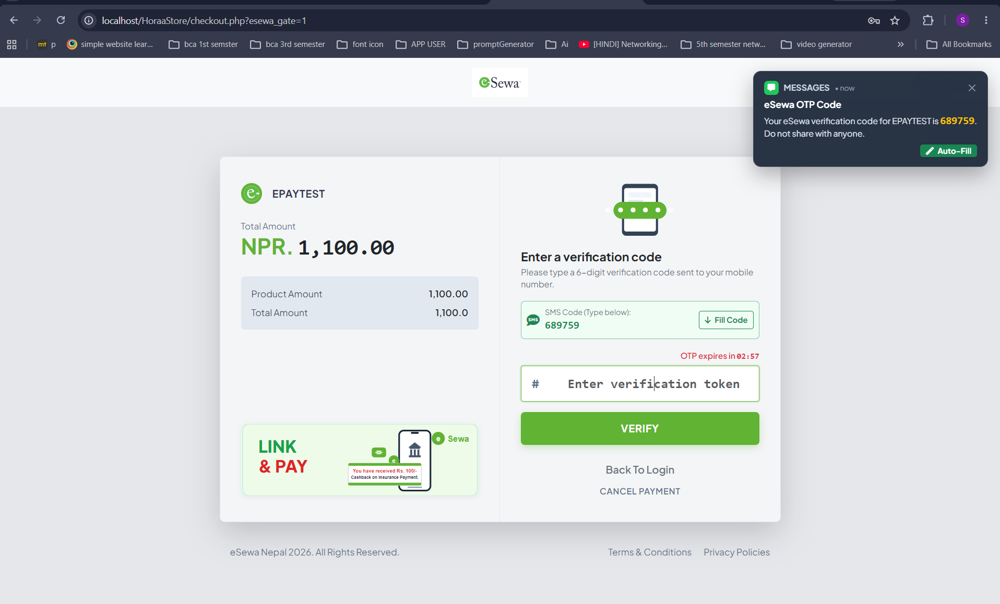 localhost/HoraaStore/checkout.php?esewa_gate=1
S
mt p
simple website lear...
bca 1st semster
bca 3rd semester
font icon
APP USER
promptGenerator
Ai
[HINDI] Networking...
5th semester netw...
video generator
»
All Bookmarks
eSewa
MESSAGES • now
eSewa OTP Code
Your eSewa verification code for EPAYTEST is 689759.
Do not share with anyone.
Auto-Fill
e
EPAYTEST
Total Amount
NPR. 1,100.00
Product Amount 1,100.00
Total Amount 1,100.0
LINK
& PAY
e Sewa
e
You have received Rs. 100/-
Cashback on Insurance Payment.
Enter a verification code
Please type a 6-digit verification code sent to your mobile
number.
SMS
SMS Code (Type below):
689759
Fill Code
OTP expires in 02:57
# Enter verification token
VERIFY
Back To Login
CANCEL PAYMENT
eSewa Nepal 2026. All Rights Reserved.
Terms & Conditions Privacy Policies